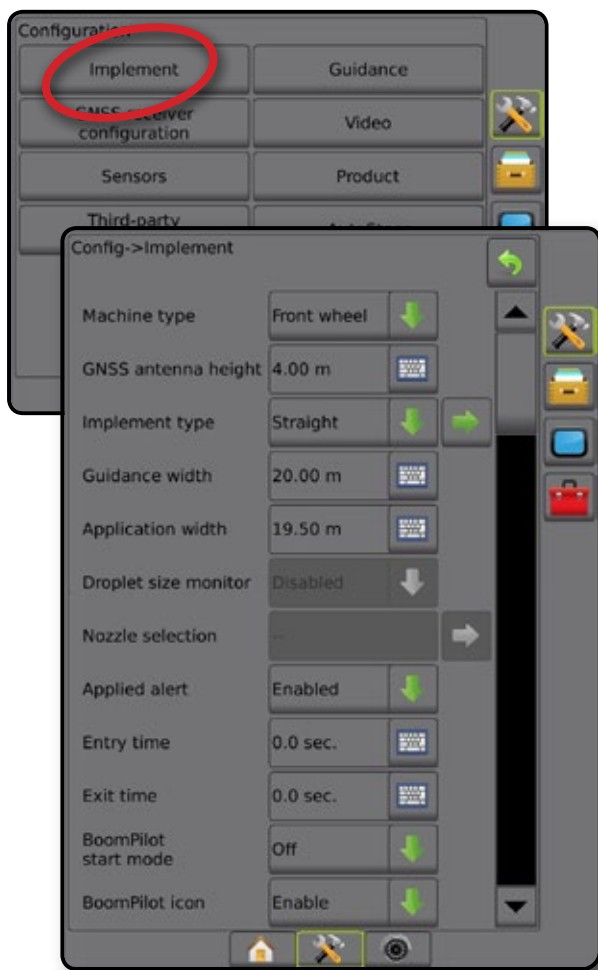 Configuration
Implement
Guidance
GNSS receiver
configuration
Video
Sensors
Product
Third-party
Config->Implement
Machine type
Front wheel
GNSS antenna height
4.00 m
Implement type
Straight
Guidance width
20.00 m
Application width
19.50 m
Droplet size monitor
Disabled
Nozzle selection
--
Applied alert
Enabled
Entry time
0.0 sec.
Exit time
0.0 sec.
BoomPilot
start mode
Off
BoomPilot icon
Enable